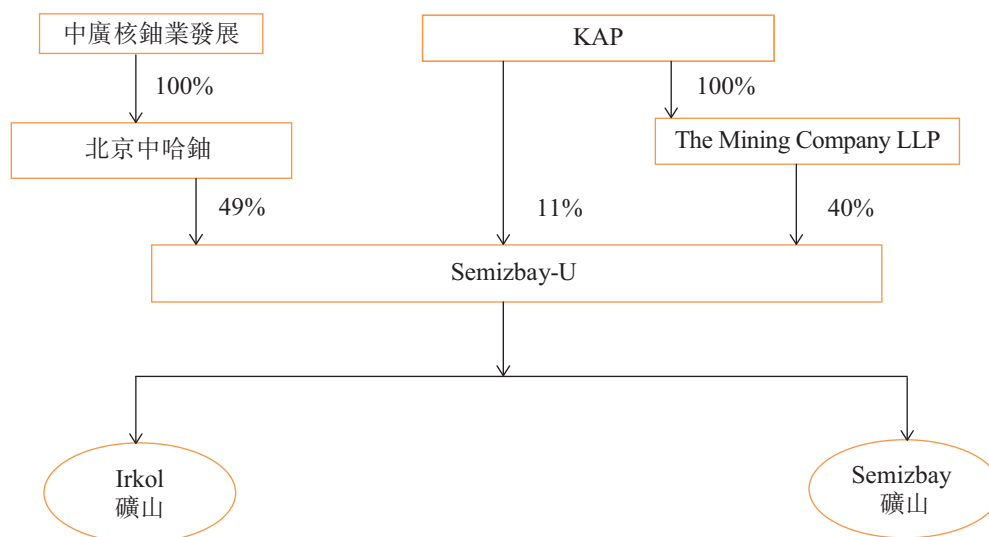 中廣核鈾業發展
KAP
100%
100%
北京中哈鈾
The Mining Company LLP
49%
11%
40%
Semizbay-U
Irkol
礦山
Semizbay
礦山